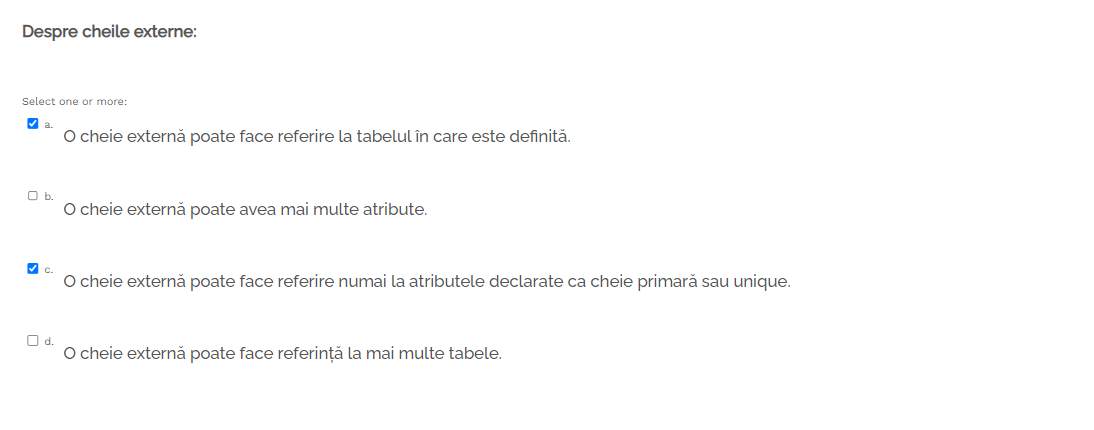 Despre cheile externe:
Select one or more:
a. O cheie externă poate face referire la tabelul în care este definită.
b. O cheie externă poate avea mai multe atribute.
c. O cheie externă poate face referire numai la atributele declarate ca cheie primară sau unique.
d. O cheie externă poate face referință la mai multe tabele.